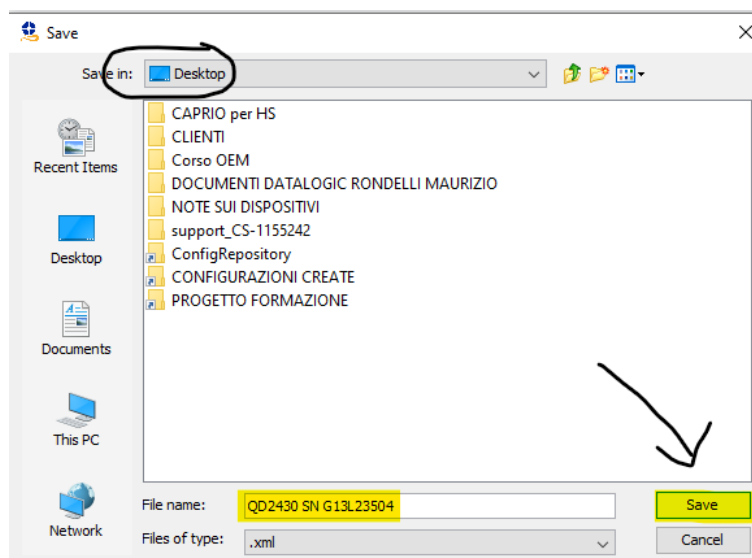 Save
Save in: Desktop
CAPRIO per HS
CLIENTI
Corso OEM
DOCUMENTI DATALOGIC RONDELLI MAURIZIO
NOTE SUI DISPOSITIVI
support_CS-1155242
ConfigRepository
CONFIGURAZIONI CREATE
PROGETTO FORMAZIONE
Recent Items
Desktop
Documents
This PC
Network
File name: QD2430 SN G13L23504 Save
Files of type: .xml Cancel